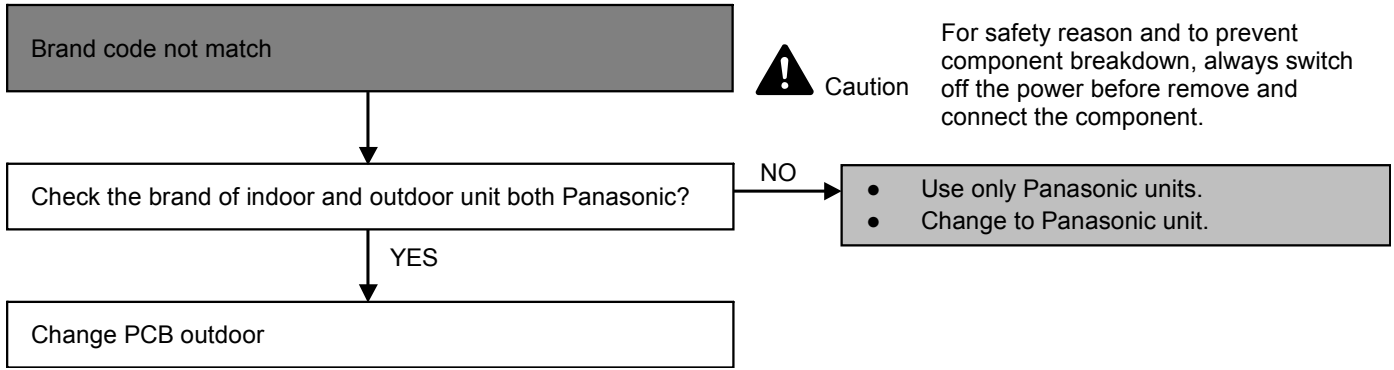 Brand code not match
Caution
For safety reason and to prevent
component breakdown, always switch
off the power before remove and
connect the component.
Check the brand of indoor and outdoor unit both Panasonic?
NO
● Use only Panasonic units.
● Change to Panasonic unit.
YES
Change PCB outdoor